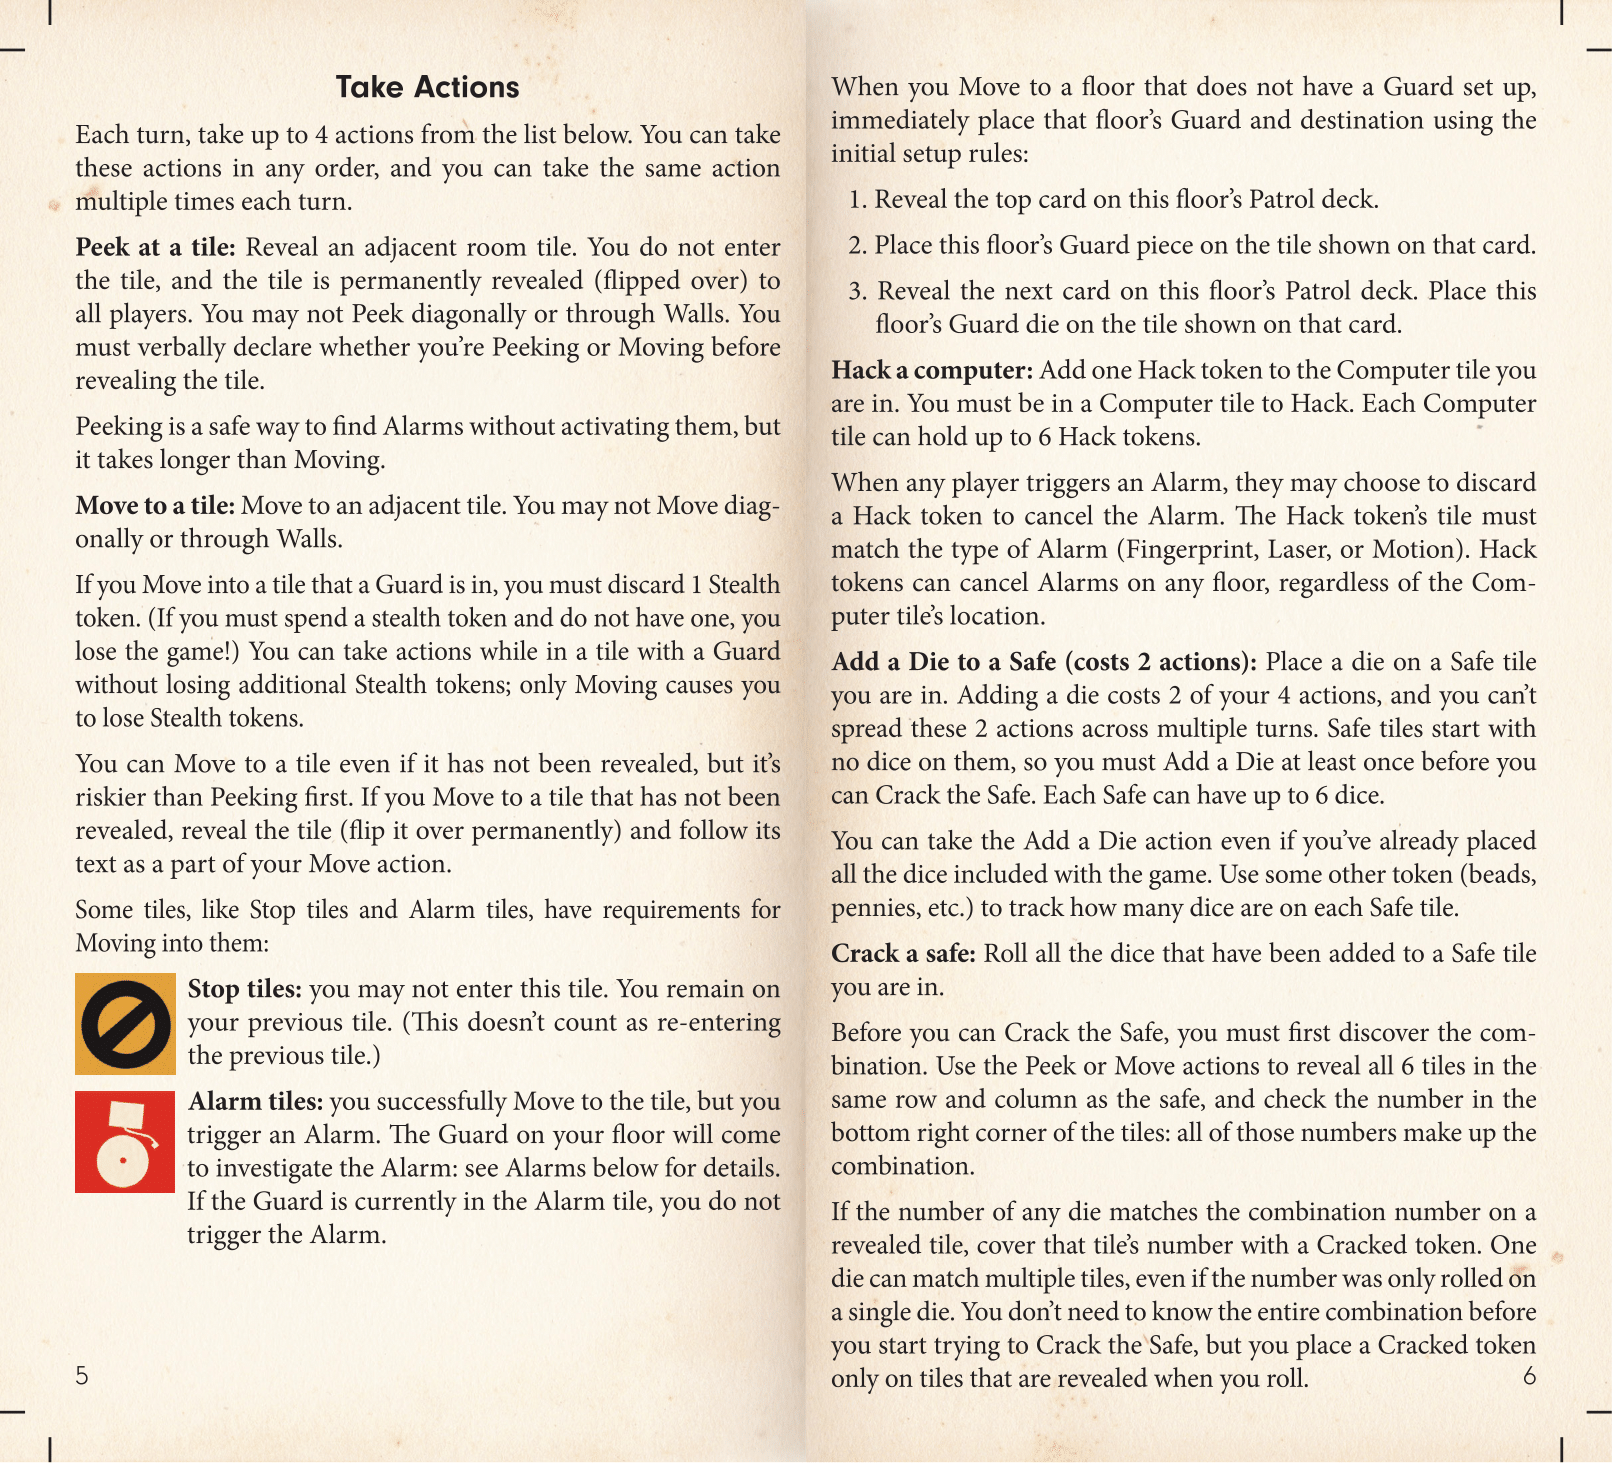 Take Actions
Each turn, take up to 4 actions from the list below. You can take
these actions in any order, and you can take the same action
multiple times each turn.
Peek at a tile: Reveal an adjacent room tile. You do not enter
the tile, and the tile is permanently revealed (flipped over) to
all players. You may not Peek diagonally or through Walls. You
must verbally declare whether you're Peeking or Moving before
revealing the tile.
Peeking is a safe way to find Alarms without activating them, but
it takes longer than Moving.
Move to a tile: Move to an adjacent tile. You may not Move diag-
onally or through Walls.
If you Move into a tile that a Guard is in, you must discard 1 Stealth
token. (If you must spend a stealth token and do not have one, you
lose the game!) You can take actions while in a tile with a Guard
without losing additional Stealth tokens; only Moving causes you
to lose Stealth tokens.
You can Move to a tile even if it has not been revealed, but it's
riskier than Peeking first. If you Move to a tile that has not been
revealed, reveal the tile (flip it over permanently) and follow its
text as a part of your Move action.
Some tiles, like Stop tiles and Alarm tiles, have requirements for
Moving into them:
Stop tiles: you may not enter this tile. You remain on
your previous tile. (This doesn't count as re-entering
the previous tile.)
Alarm tiles: you successfully Move to the tile, but you
trigger an Alarm. The Guard on your floor will come
to investigate the Alarm: see Alarms below for details.
If the Guard is currently in the Alarm tile, you do not
trigger the Alarm.
5
When you Move to a floor that does not have a Guard set up,
immediately place that floor's Guard and destination using the
initial setup rules:
1. Reveal the top card on this floor's Patrol deck.
2. Place this floor's Guard piece on the tile shown on that card.
3. Reveal the next card on this floor's Patrol deck. Place this
floor's Guard die on the tile shown on that card.
Hack a computer: Add one Hack token to the Computer tile you
are in. You must be in a Computer tile to Hack. Each Computer
tile can hold up to 6 Hack tokens.
When any player triggers an Alarm, they may choose to discard
a Hack token to cancel the Alarm. The Hack token's tile must
match the type of Alarm (Fingerprint, Laser, or Motion). Hack
tokens can cancel Alarms on any floor, regardless of the Com-
puter tile's location.
Add a Die to a Safe (costs 2 actions): Place a die on a Safe tile
you are in. Adding a die costs 2 of your 4 actions, and you can't
spread these 2 actions across multiple turns. Safe tiles start with
no dice on them, so you must Add a Die at least once before you
can Crack the Safe. Each Safe can have up to 6 dice.
You can take the Add a Die action even if you've already placed
all the dice included with the game. Use some other token (beads,
pennies, etc.) to track how many dice are on each Safe tile.
Crack a safe: Roll all the dice that have been added to a Safe tile
you are in.
Before you can Crack the Safe, you must first discover the com-
bination. Use the Peek or Move actions to reveal all 6 tiles in the
same row and column as the safe, and check the number in the
bottom right corner of the tiles: all of those numbers make up the
combination.
If the number of any die matches the combination number on a
revealed tile, cover that tile's number with a Cracked token. One
die can match multiple tiles, even if the number was only rolled on
a single die. You don't need to know the entire combination before
you start trying to Crack the Safe, but you place a Cracked token
only on tiles that are revealed when you roll.
6